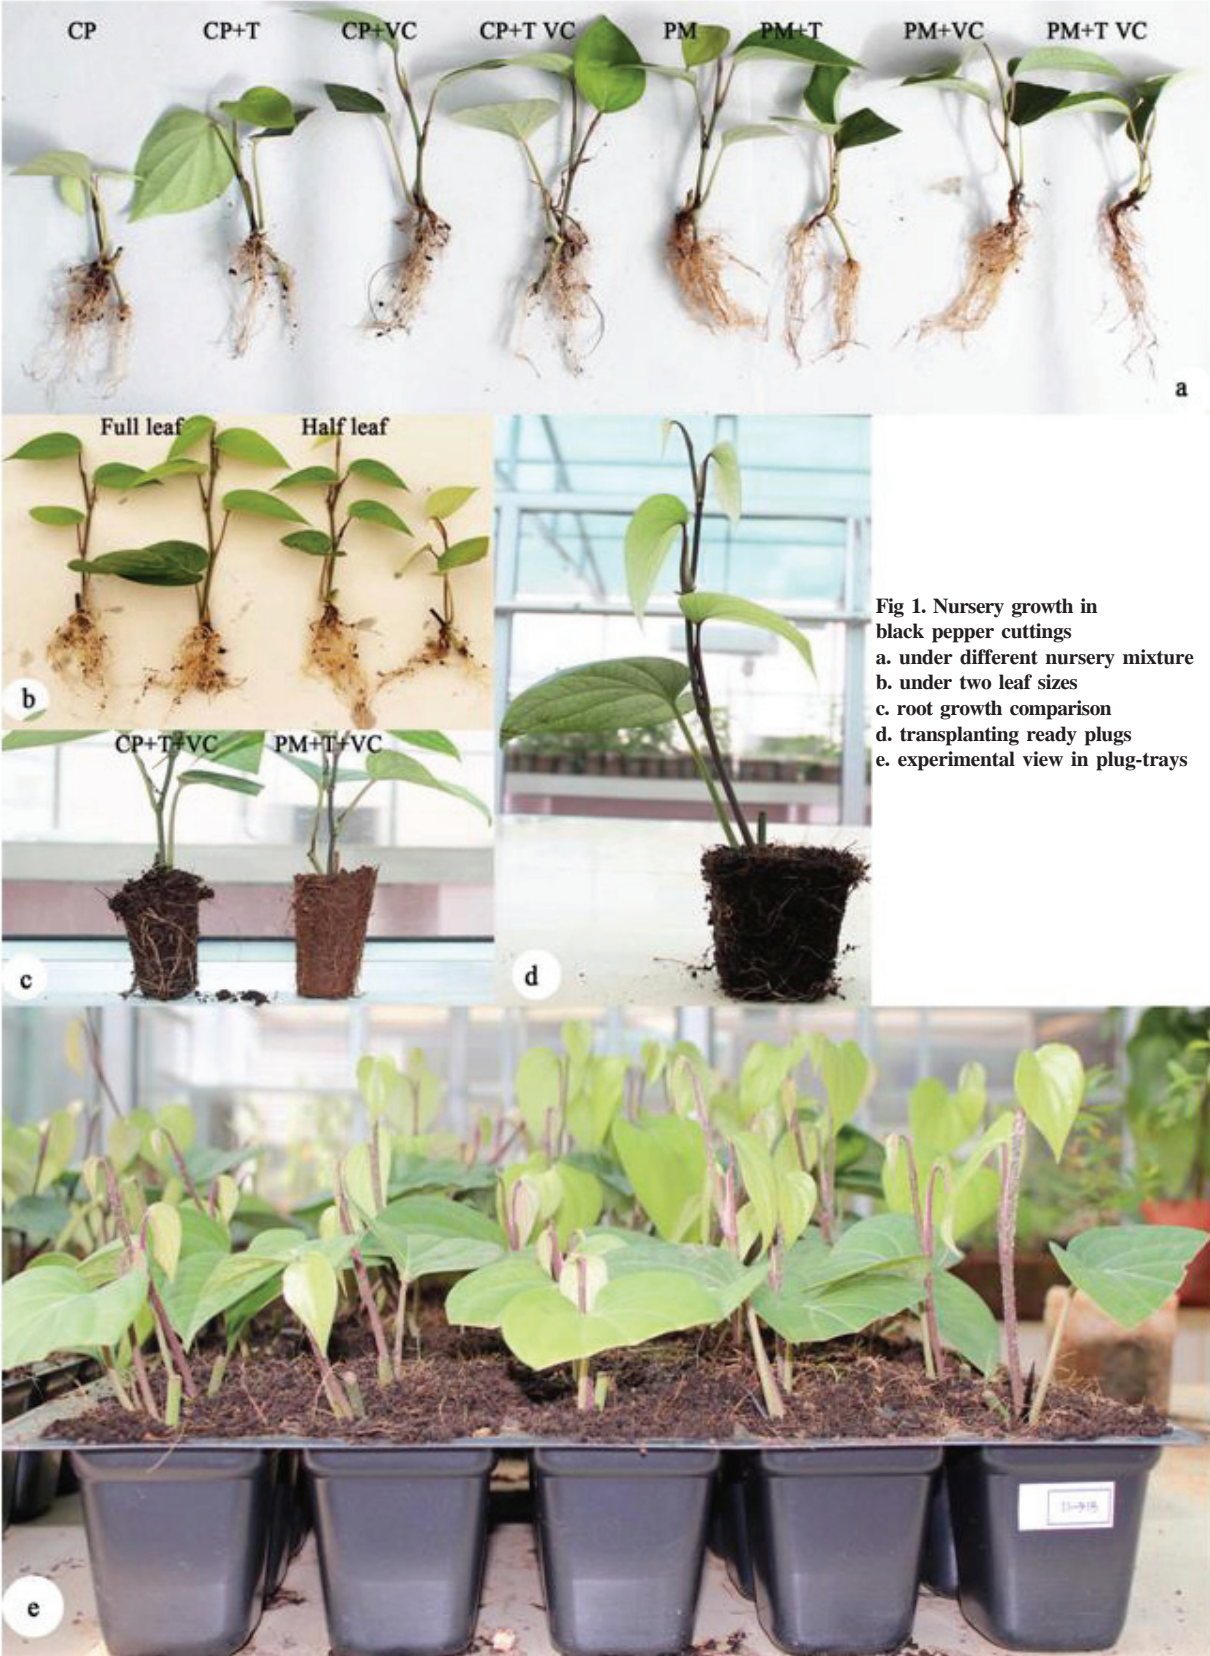 CP CP+T CP+VC CP+T VC PM PM+T PM+VC PM+T VC
a
Full leaf Half leaf
b
CP+T+VC PM+T+VC
c
d
Fig 1. Nursery growth in
black pepper cuttings
a. under different nursery mixture
b. under two leaf sizes
c. root growth comparison
d. transplanting ready plugs
e. experimental view in plug-trays
e